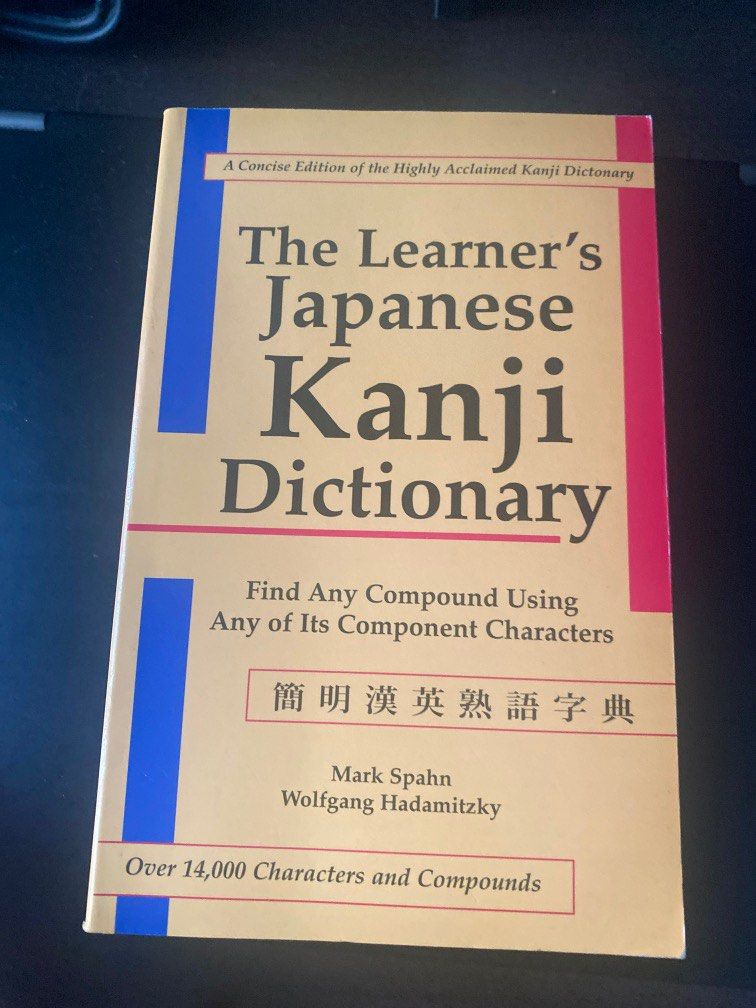 A Concise Edition of the Highly Acclaimed Kanji Dictonary
The Learner's
Japanese
Kanji
Dictionary
Find Any Compound Using
Any of Its Component Characters
簡明漢英熟語字典
Mark Spahn
Wolfgang Hadamitzky
Over 14,000 Characters and Compounds